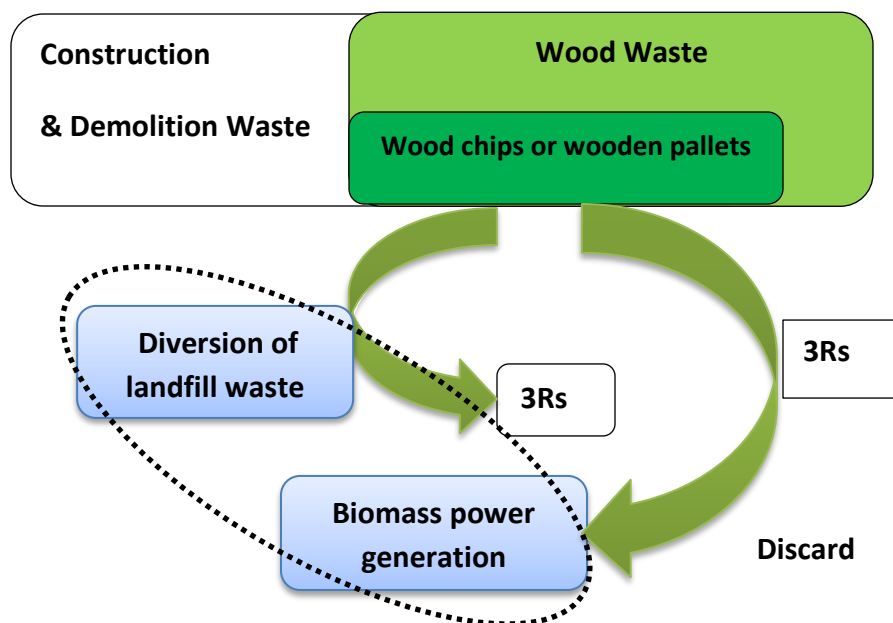 Construction
& Demolition Waste
Wood Waste
Wood chips or wooden pallets
Diversion of
landfill waste
3Rs
3Rs
Biomass power
generation
Discard